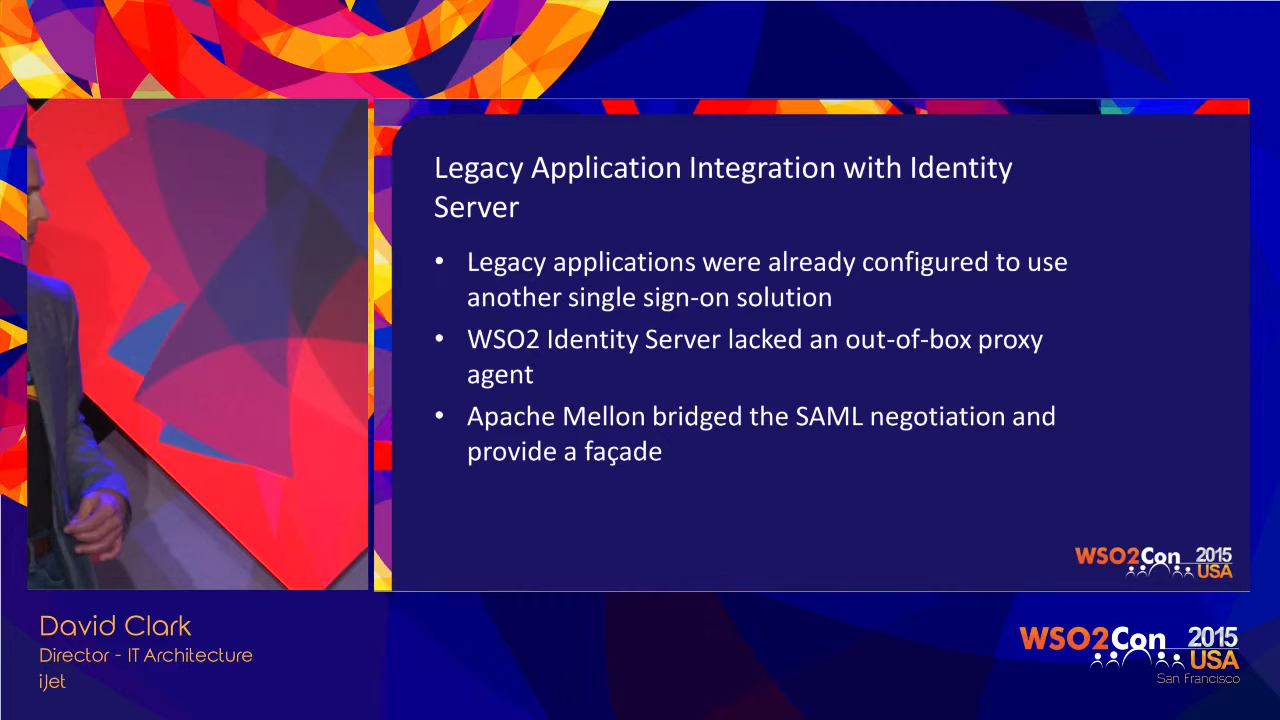 Legacy Application Integration with Identity
Server
• Legacy applications were already configured to use
another single sign-on solution
• WSO2 Identity Server lacked an out-of-box proxy
agent
• Apache Mellon bridged the SAML negotiation and
provide a façade
WSO2Con 2015
USA
David Clark
Director - IT Architecture
iJet
WSO2Con 2015
USA
San Francisco